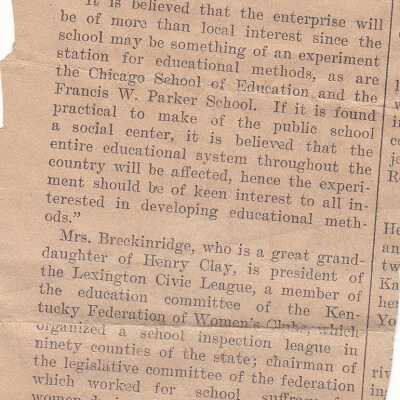 It is believed that the enterprise will
be of more than local interest since the
school may be something of an experiment
station for educational methods, as are
the Chicago School of Education and the
Francis W. Parker School. If it is found
practical to make of the public school
a social center, it is believed that the
entire educational system throughout the
country will be affected, hence the experi-
ment should be of keen interest to all in-
terested in developing educational meth-
ods."
Mrs. Breckinridge, who is a great grand-
daughter of Henry Clay, is president of
the Lexington Civic League, a member of
the education committee of the Ken-
tucky Federation of Women's Clubs, which
organized a school inspection league in
ninety counties of the state; chairman of
the legislative committee of the federation
which worked for school suffrage
women